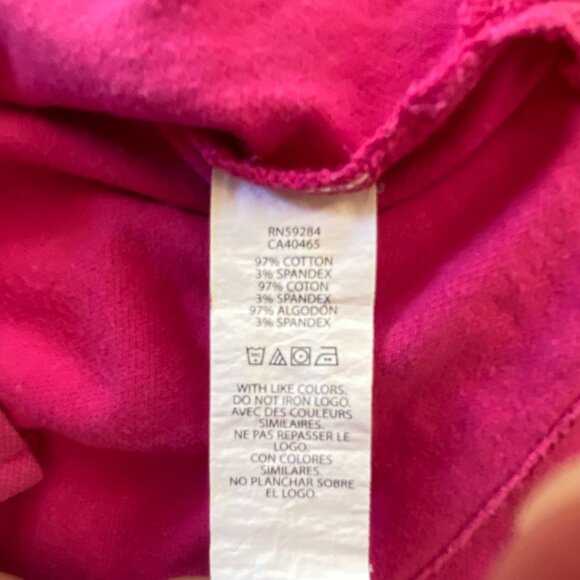 RN59284
CA40465
97% COTTON
3% SPANDEX
97% COTON
3% SPANDEX
97% ALGODÓN
3% SPANDEX
WITH LIKE COLORS.
DO NOT IRON LOGO.
AVEC DES COULEURS
SIMILAIRES.
NE PAS REPASSER LE
LOGO.
CON COLORES
SIMILARES.
NO PLANCHAR SOBRE
EL LOGO.